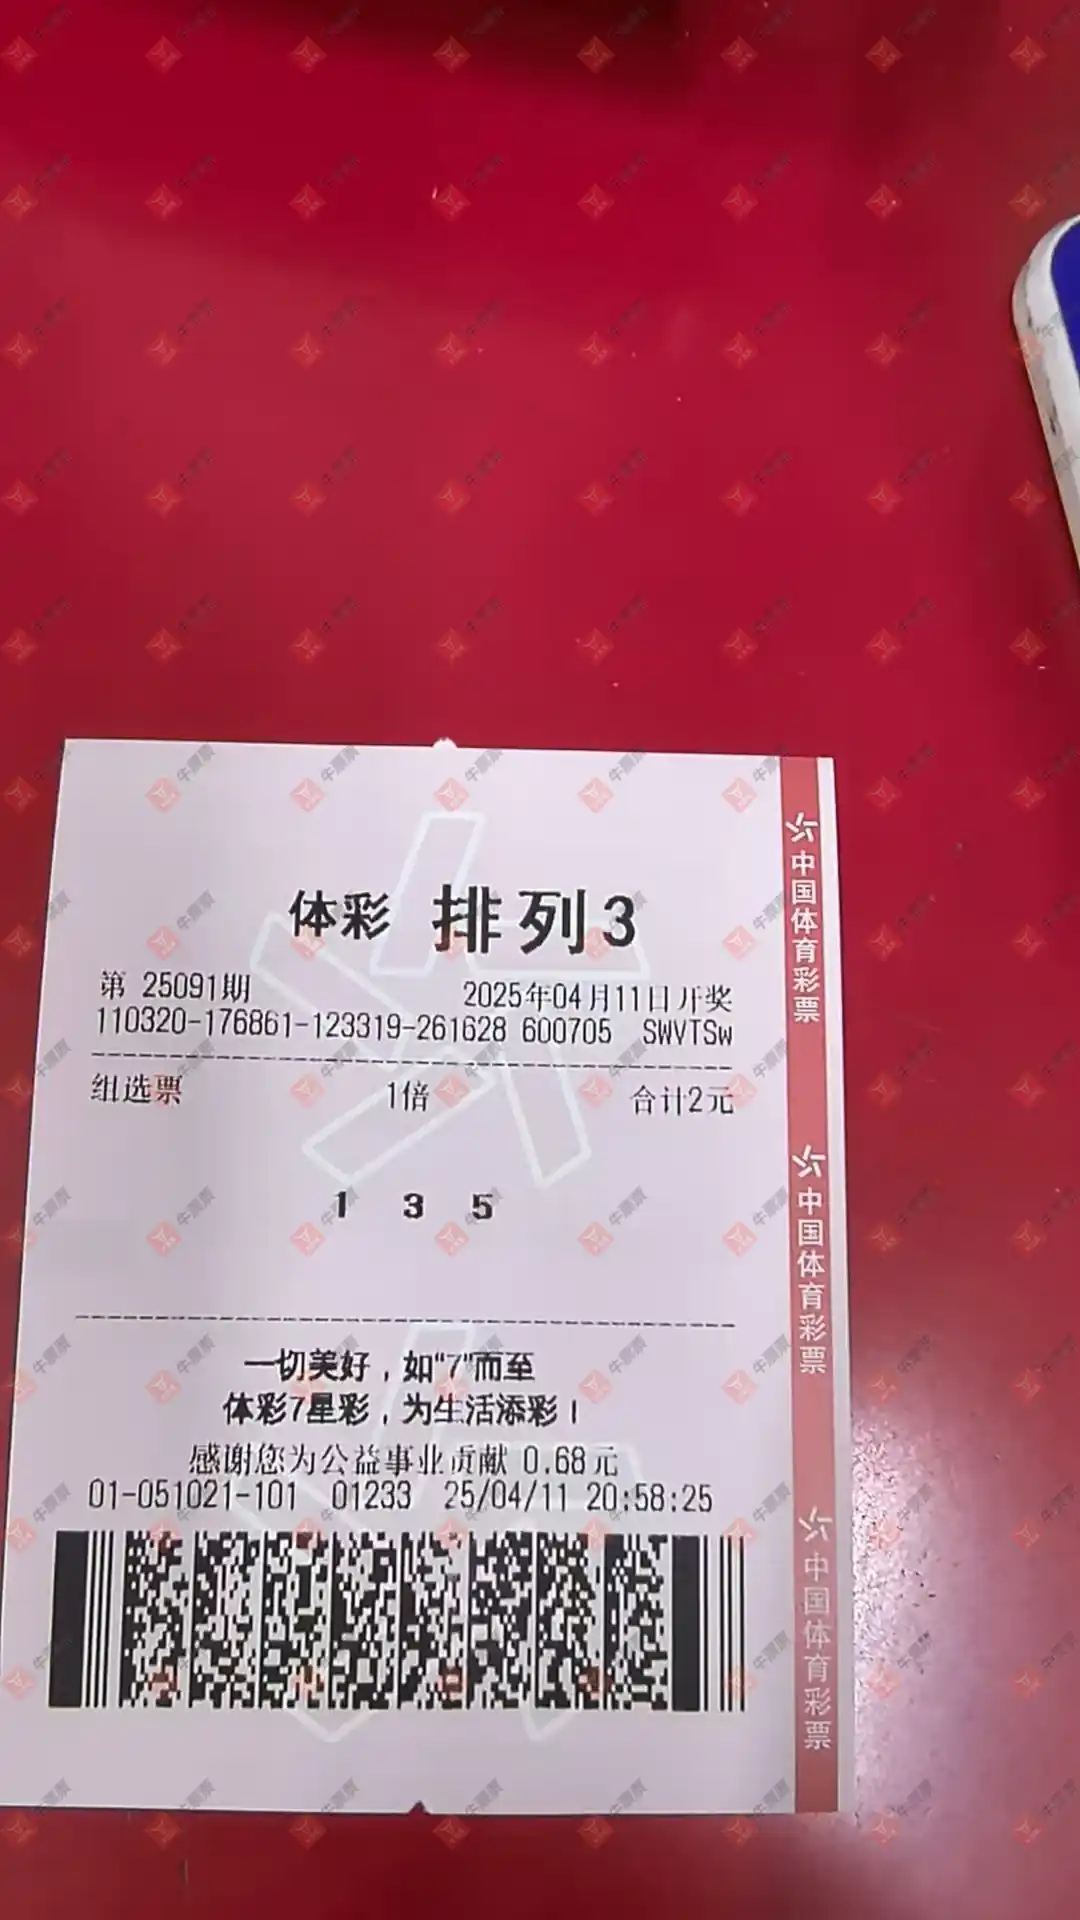 体彩 排列3
第 25091期 2025年04月11日开奖
110320-176861-123319-261628 600705 SWVTSw
组选票 1倍 合计2元
1 3 5
一切美好，如“7”而至
体彩7星彩，为生活添彩！
感谢您为公益事业贡献 0.68元
01-051021-101 01233 25/04/11 20:58:25
中国体育彩票
中国体育彩票
中国体育彩票
牛票票